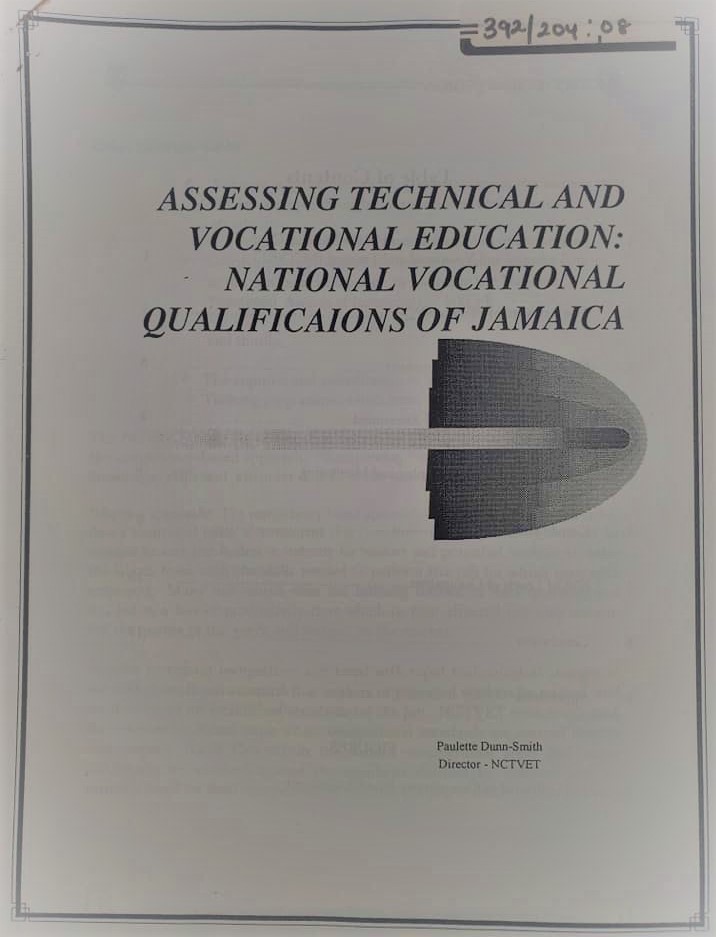 =392/204:08
ASSESSING TECHNICAL AND
VOCATIONAL EDUCATION:
NATIONAL VOCATIONAL
QUALIFICAIONS OF JAMAICA
Paulette Dunn-Smith
Director - NCTVET